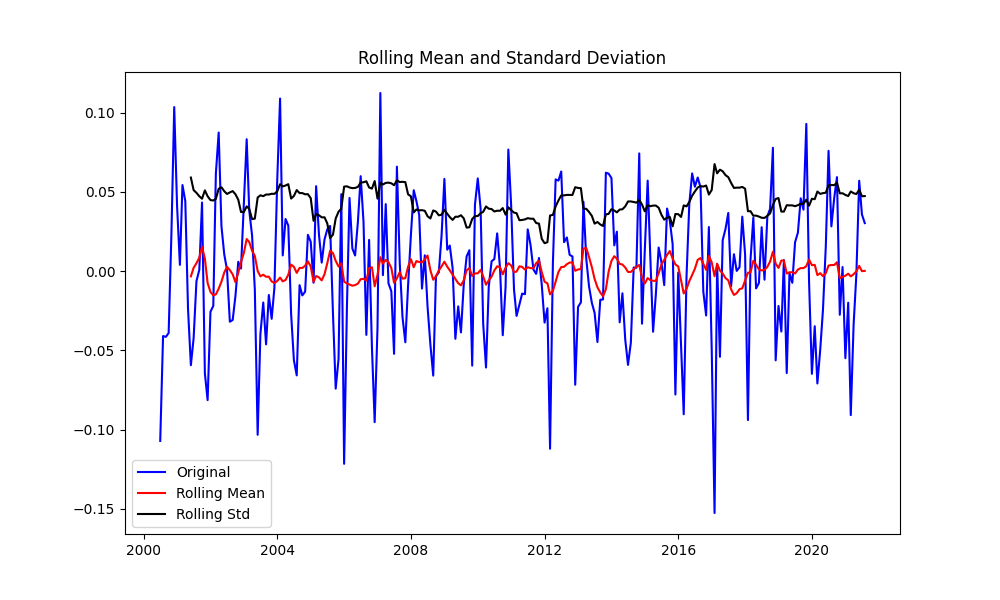 Rolling Mean and Standard Deviation
0.10
0.05
0.00
−0.05
−0.10
−0.15
Original
Rolling Mean
Rolling Std
2000 2004 2008 2012 2016 2020